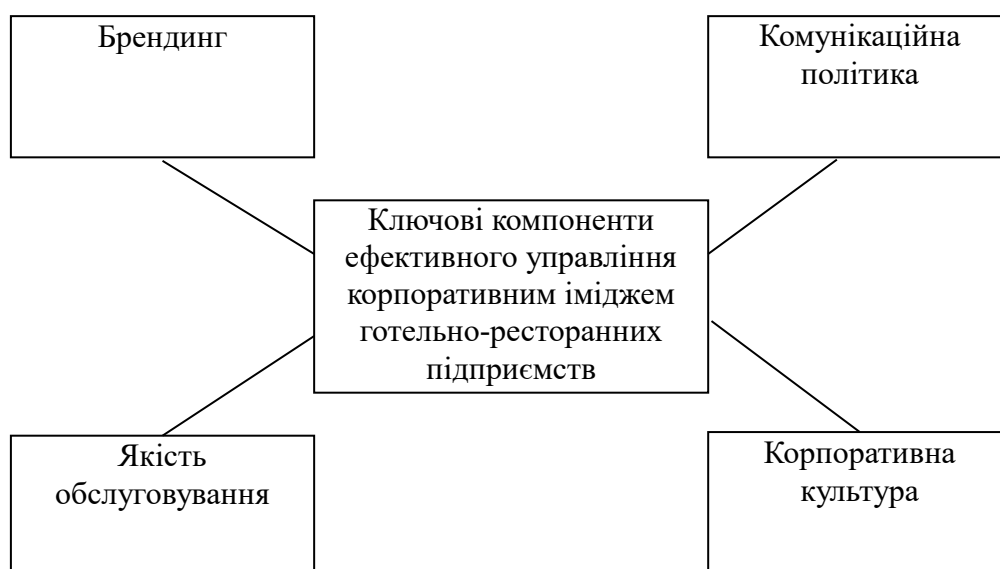 Брендинг
Комунікаційна
політика
Ключові компоненти
ефективного управління
корпоративним іміджем
готельно-ресторанних
підприємств
Якість
обслуговування
Корпоративна
культура